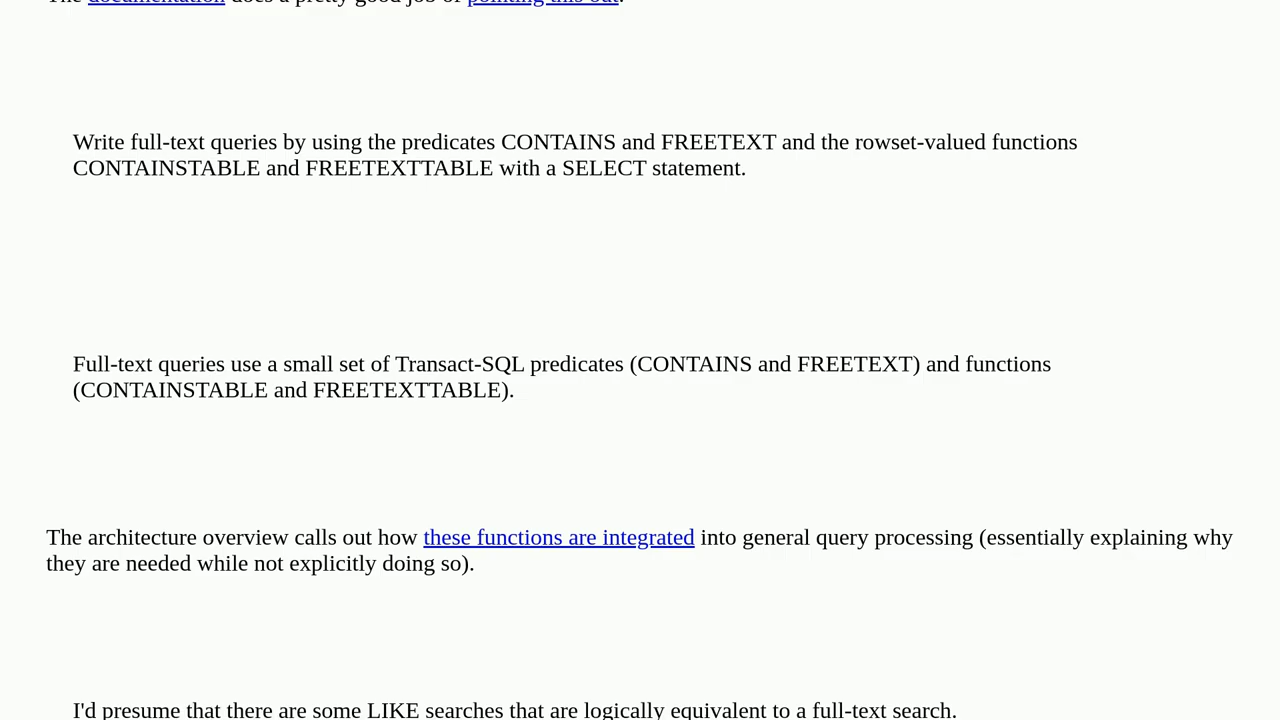 The documentation does a pretty good job of pointing this out.
Write full-text queries by using the predicates CONTAINS and FREETEXT and the rowset-valued functions
CONTAINSTABLE and FREETEXTTABLE with a SELECT statement.
Full-text queries use a small set of Transact-SQL predicates (CONTAINS and FREETEXT) and functions
(CONTAINSTABLE and FREETEXTTABLE).
The architecture overview calls out how these functions are integrated into general query processing (essentially explaining why
they are needed while not explicitly doing so).
I'd presume that there are some LIKE searches that are logically equivalent to a full-text search.